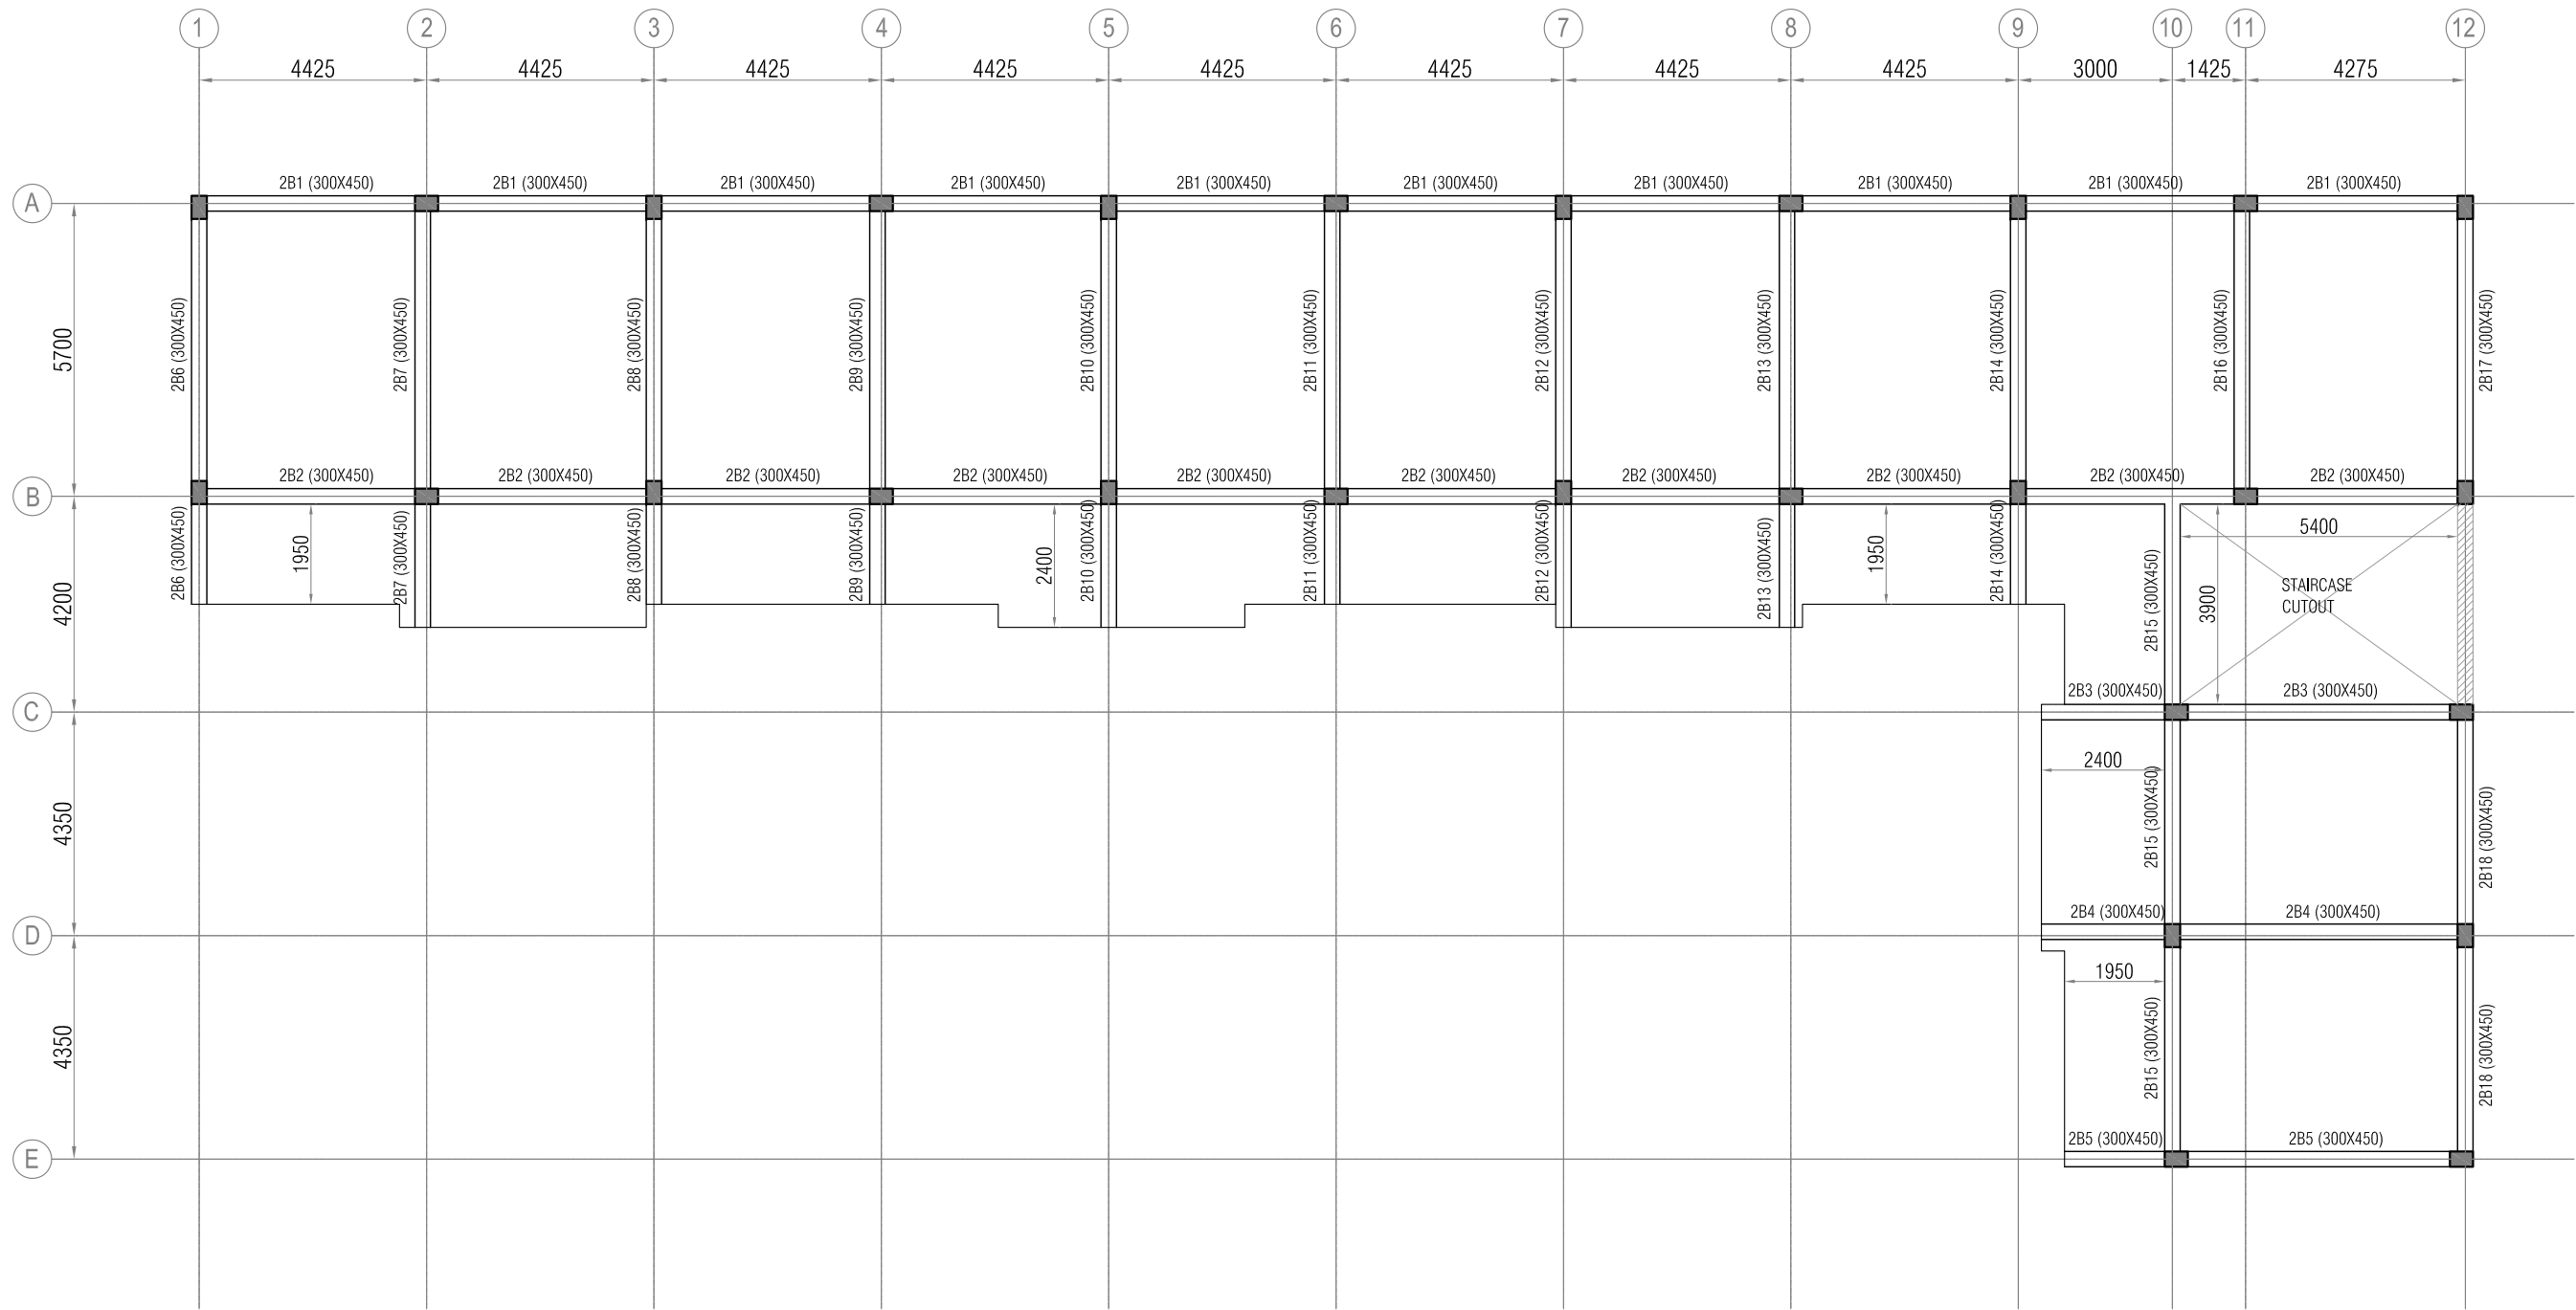 1 2 3 4 5 6 7 8 9 10 11 12
4425 4425 4425 4425 4425 4425 4425 4425 3000 1425 4275
2B1 (300X450) 2B1 (300X450) 2B1 (300X450) 2B1 (300X450) 2B1 (300X450) 2B1 (300X450) 2B1 (300X450) 2B1 (300X450) 2B1 (300X450) 2B1 (300X450)
A
5700
2B6 (300X450)
2B7 (300X450)
2B8 (300X450)
2B9 (300X450)
2B10 (300X450)
2B11 (300X450)
2B12 (300X450)
2B13 (300X450)
2B14 (300X450)
2B16 (300X450)
2B17 (300X450)
2B2 (300X450) 2B2 (300X450) 2B2 (300X450) 2B2 (300X450) 2B2 (300X450) 2B2 (300X450) 2B2 (300X450) 2B2 (300X450) 2B2 (300X450) 2B2 (300X450)
B
4200
2B6 (300X450)
1950
2B7 (300X450)
2B8 (300X450)
2B9 (300X450)
2400
2B10 (300X450)
2B11 (300X450)
2B12 (300X450)
2B13 (300X450)
1950
2B14 (300X450)
2B15 (300X450)
3900
5400
STAIRCASE
CUTOUT
2B3 (300X450) 2B3 (300X450)
C
4350
2400
2B15 (300X450)
2B18 (300X450)
2B4 (300X450) 2B4 (300X450)
D
4350
1950
2B15 (300X450)
2B18 (300X450)
2B5 (300X450) 2B5 (300X450)
E